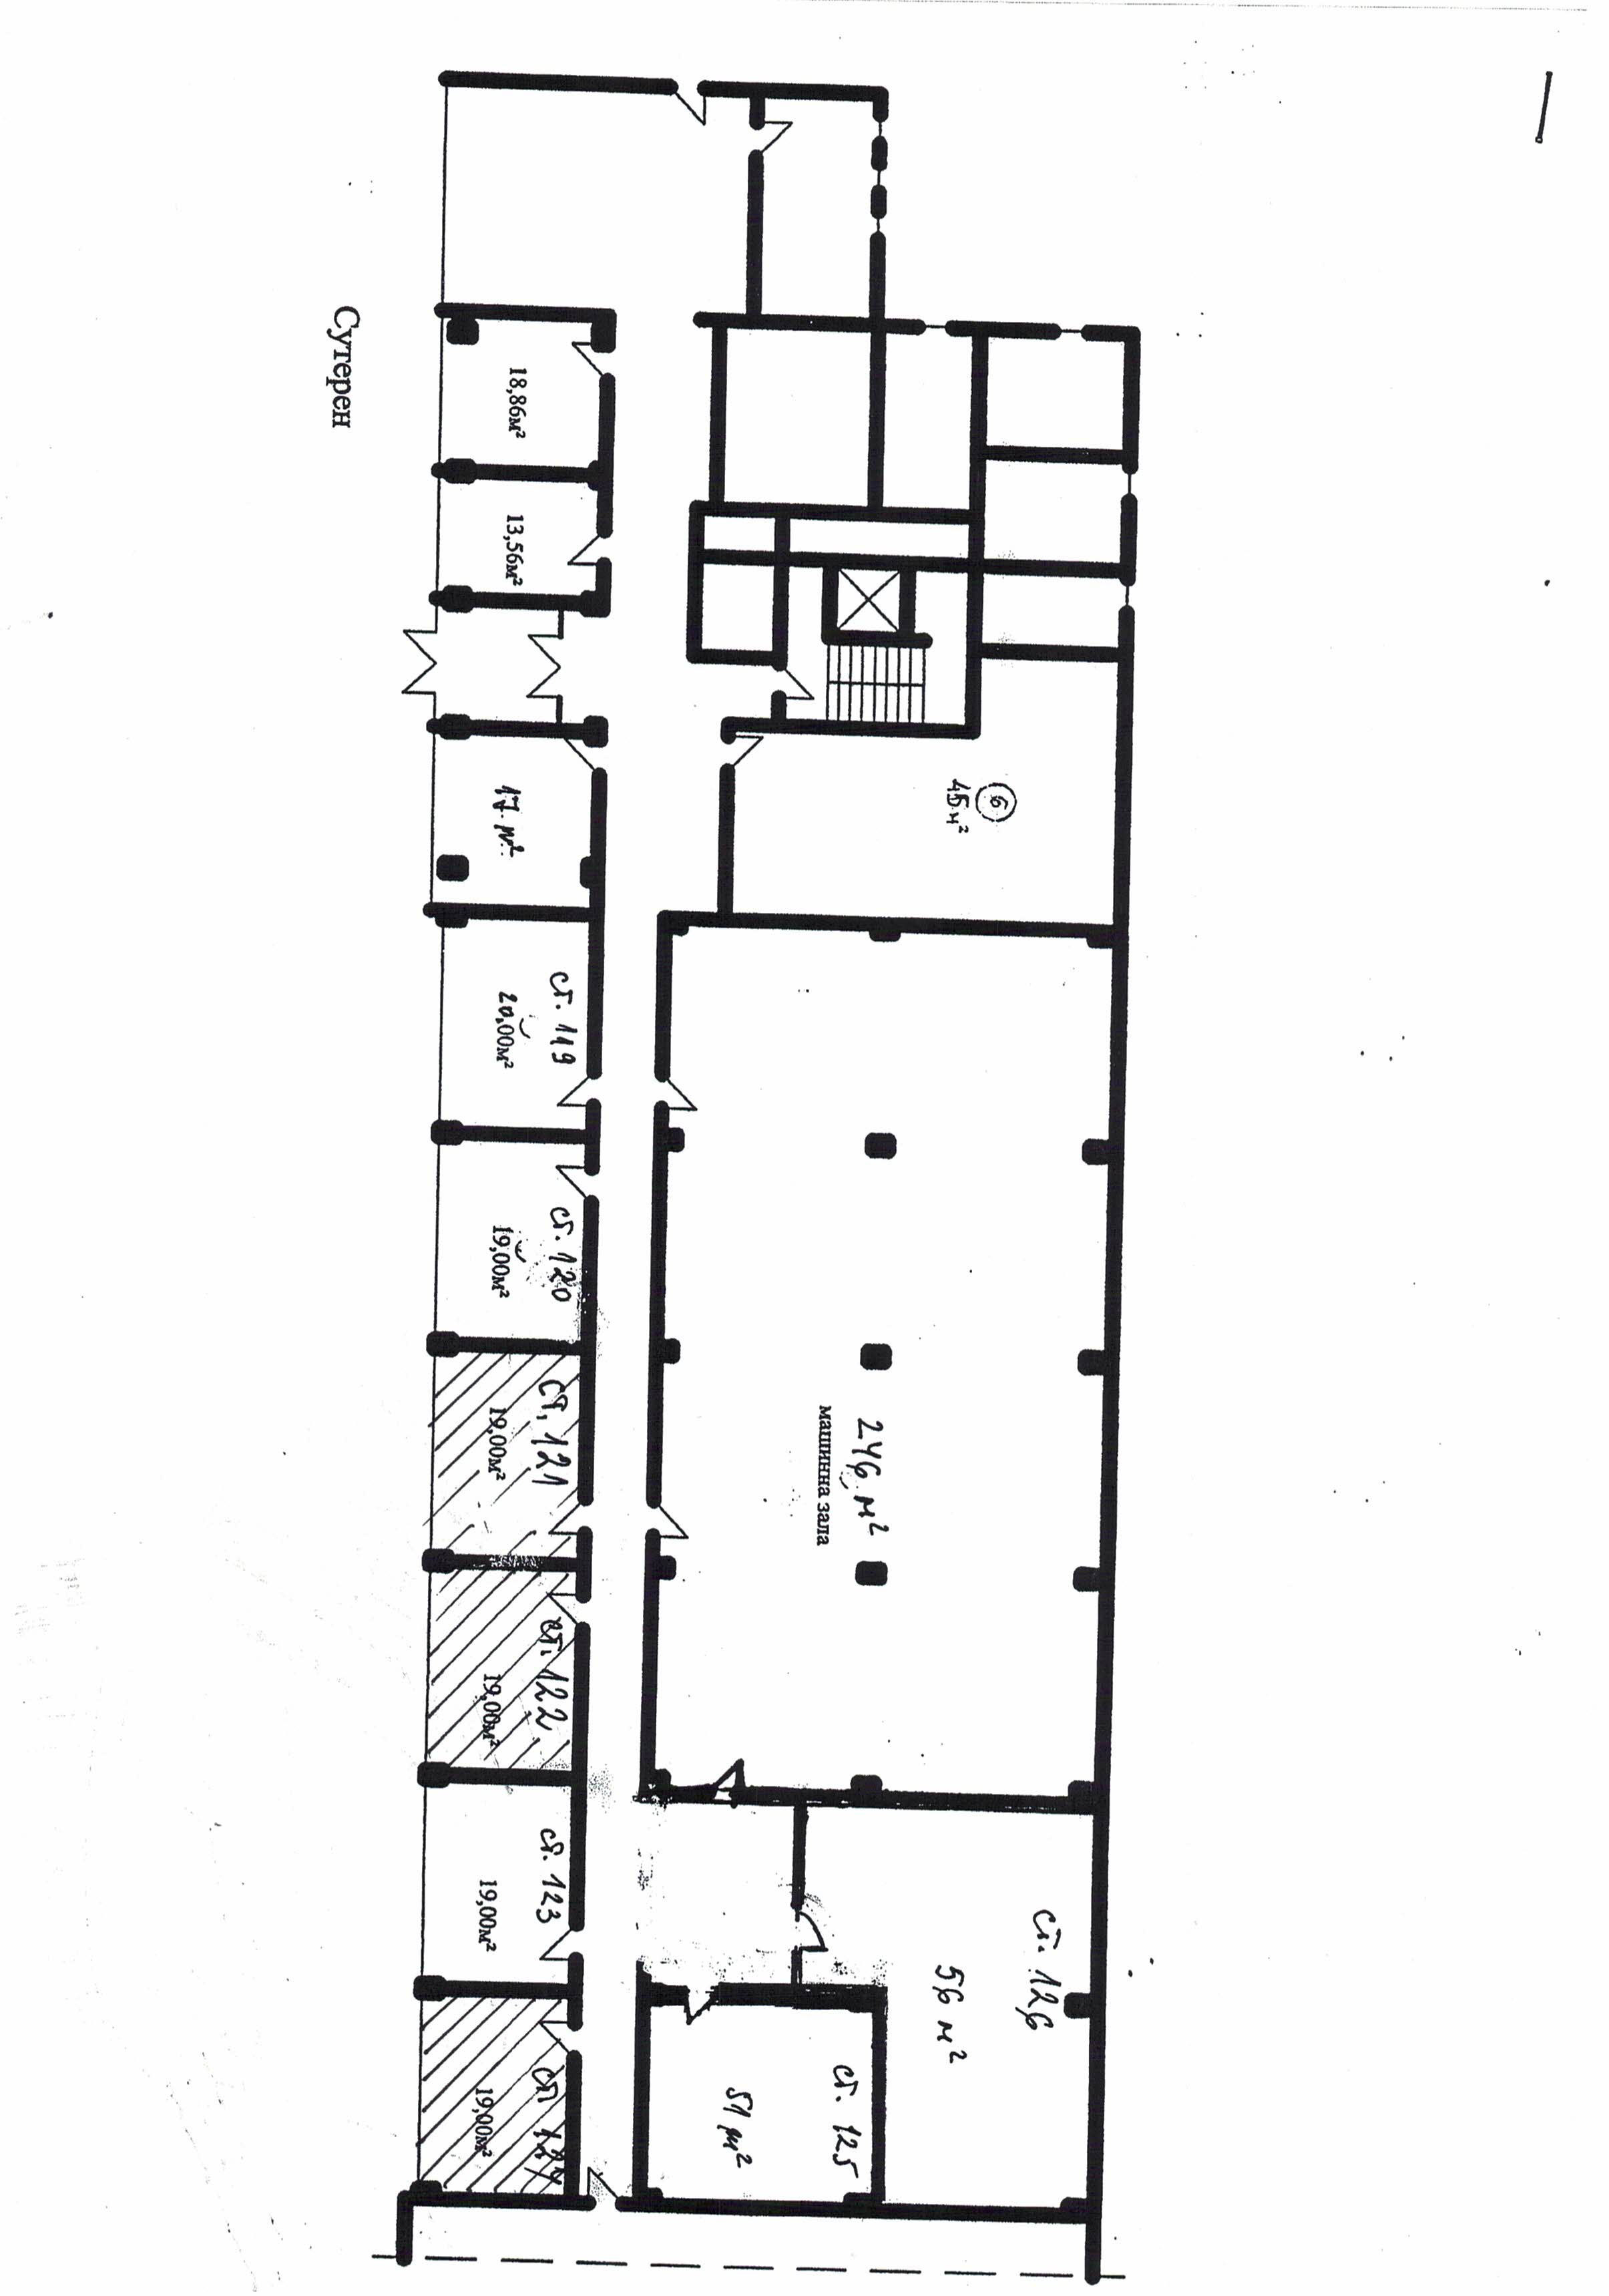 Сутерен
18,86м²
13,56м²
17 м²
6
45 м²
ст. 119
20,00м²
ст. 120
19,00м²
ст. 121
19,00м²
ст. 122
19,00м²
ст. 123
19,00м²
ст 124
19,00м²
246 м²
машинна зала
ст. 126
56 м²
ст. 125
51 м²